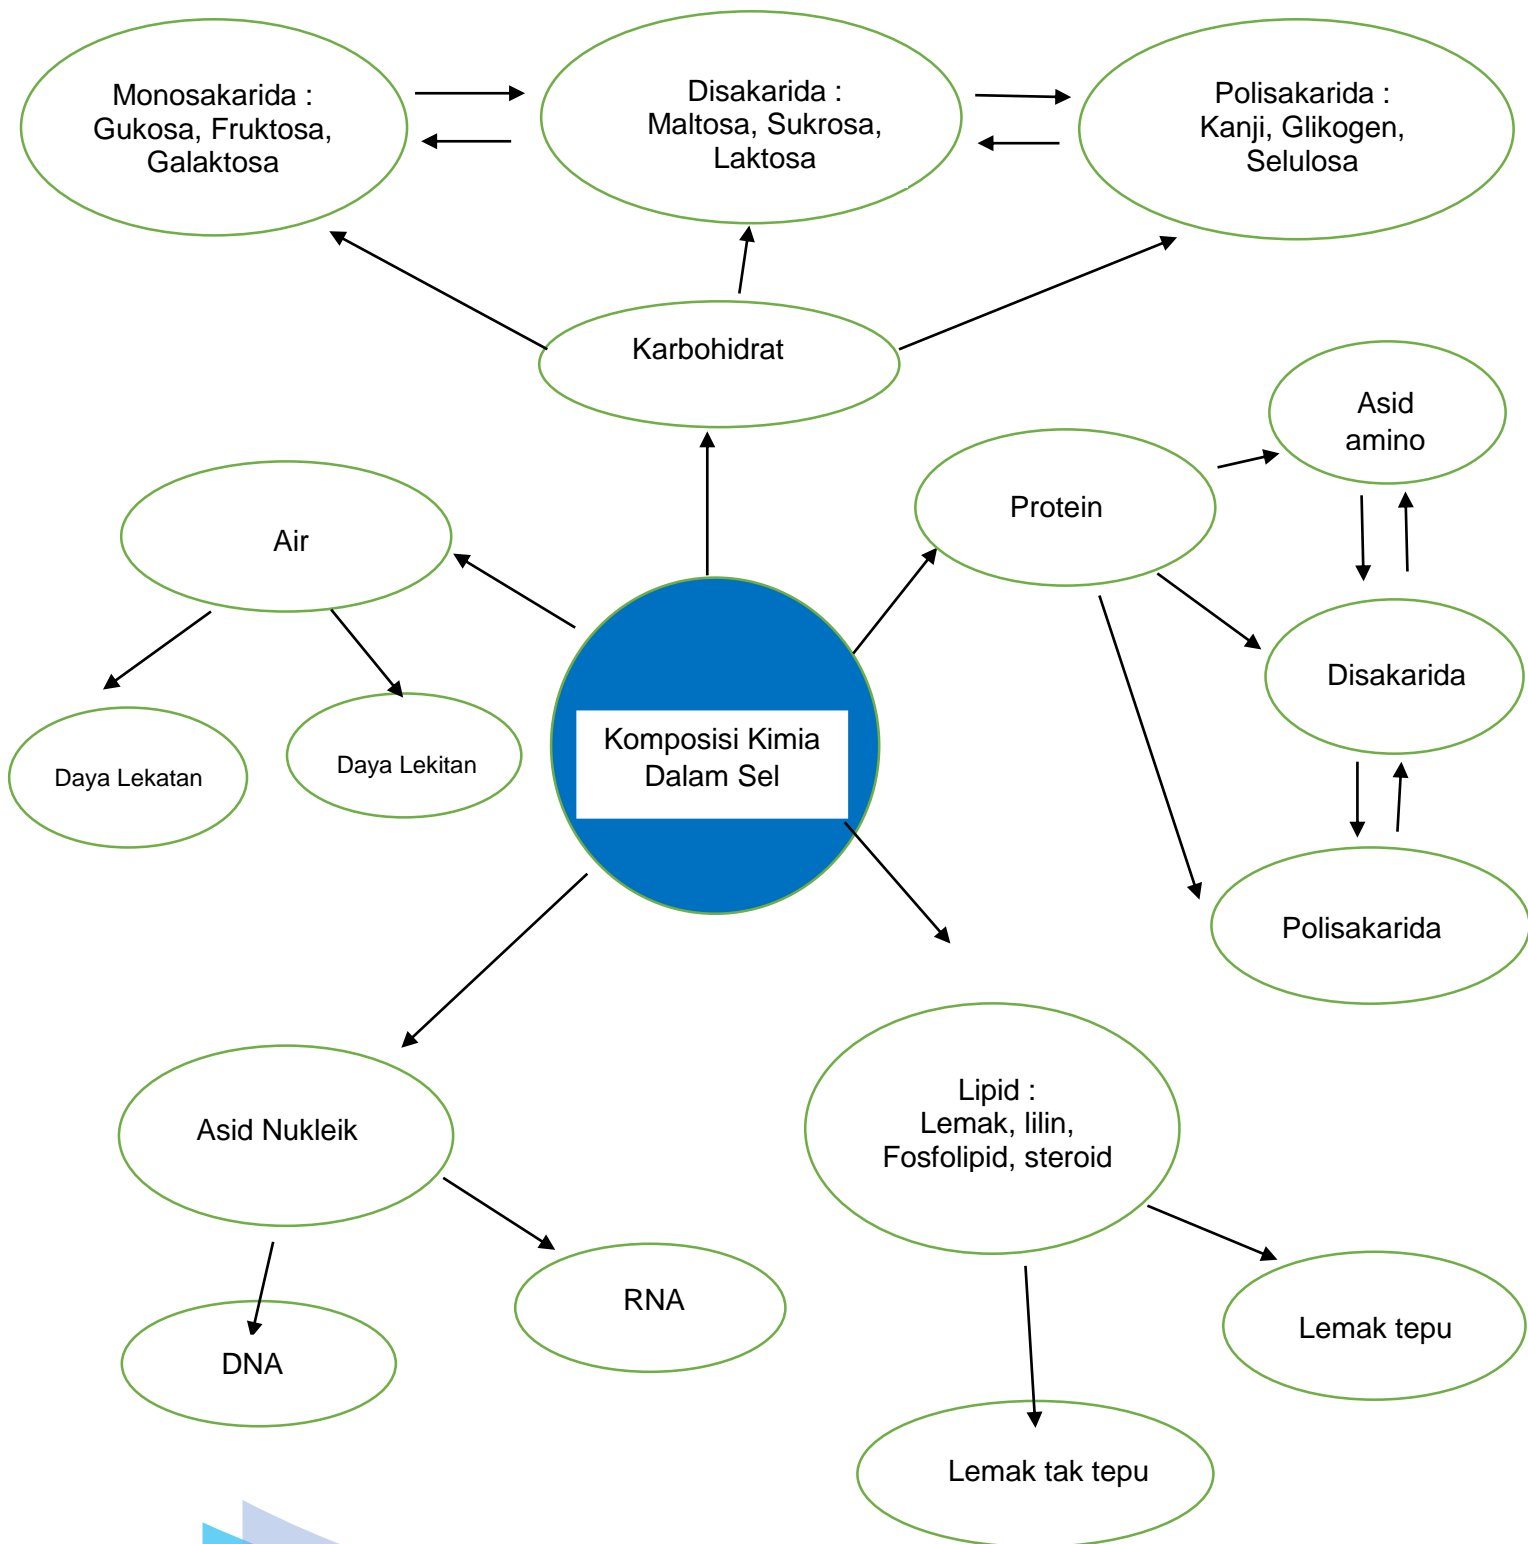 Monosakarida :
Gukosa, Fruktosa,
Galaktosa
Disakarida :
Maltosa, Sukrosa,
Laktosa
Polisakarida :
Kanji, Glikogen,
Selulosa
Karbohidrat
Asid
amino
Protein
Air
Disakarida
Daya Lekatan
Daya Lekitan
Komposisi Kimia
Dalam Sel
Polisakarida
Asid Nukleik
Lipid :
Lemak, lilin,
Fosfolipid, steroid
RNA
Lemak tepu
DNA
Lemak tak tepu